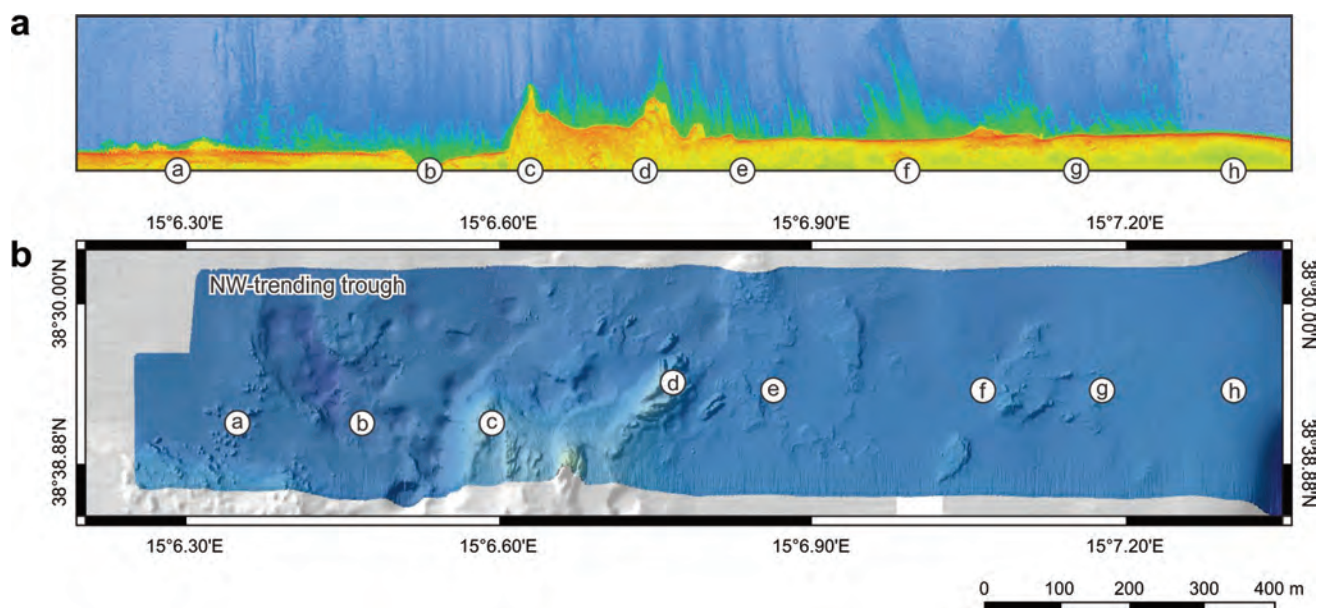 a
a b c d e f g h
15°6.30'E 15°6.60'E 15°6.90'E 15°7.20'E
b
NW-trending trough
38°30.00'N 38°30.00'N
d
a b c e f g h
38°38.88'N 38°38.88'N
15°6.30'E 15°6.60'E 15°6.90'E 15°7.20'E
0 100 200 300 400 m